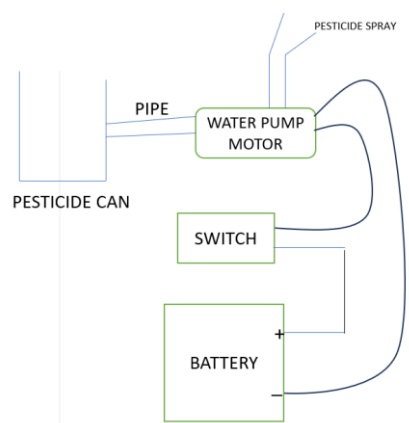 PESTICIDE SPRAY
PIPE
WATER PUMP
MOTOR
PESTICIDE CAN
SWITCH
+
BATTERY
−